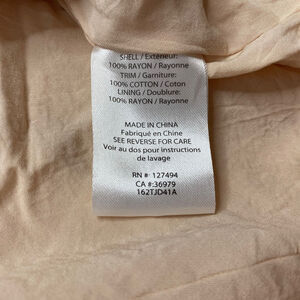 SHELL / Extérieur:
100% RAYON / Rayonne
TRIM / Garniture:
100% COTTON / Coton
LINING / Doublure:
100% RAYON / Rayonne
MADE IN CHINA
Fabriqué en Chine
SEE REVERSE FOR CARE
Voir au dos pour instructions
de lavage
RN #: 127494
CA #:36979
162TJD41A